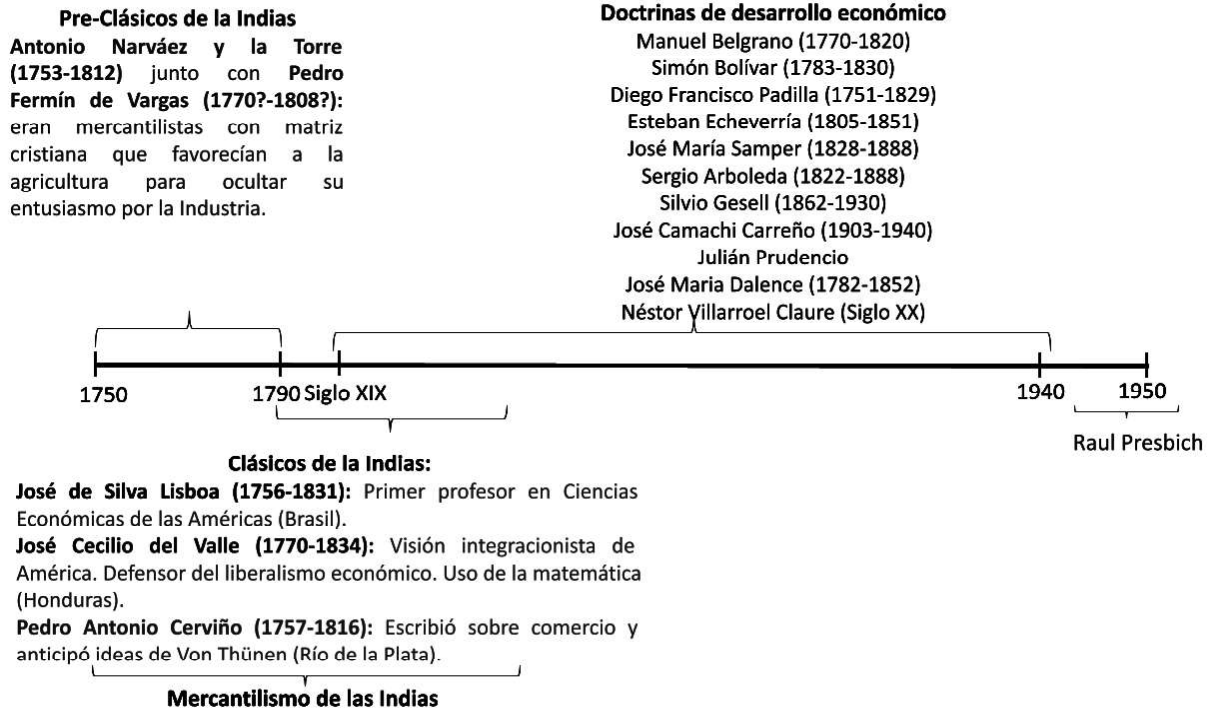 Pre-Clásicos de la Indias
Antonio Narváez y la Torre
(1753-1812) junto con Pedro
Fermín de Vargas (1770?-1808?):
eran mercantilistas con matriz
cristiana que favorecían a la
agricultura para ocultar su
entusiasmo por la Industria.
Doctrinas de desarrollo económico
Manuel Belgrano (1770-1820)
Simón Bolívar (1783-1830)
Diego Francisco Padilla (1751-1829)
Esteban Echeverría (1805-1851)
José María Samper (1828-1888)
Sergio Arboleda (1822-1888)
Silvio Gesell (1862-1930)
José Camachi Carreño (1903-1940)
Julián Prudencio
José Maria Dalence (1782-1852)
Néstor Villarroel Claure (Siglo XX)
1750
1790
Siglo XIX
1940
1950
Raul Presbich
Clásicos de la Indias:
José de Silva Lisboa (1756-1831): Primer profesor en Ciencias
Económicas de las Américas (Brasil).
José Cecilio del Valle (1770-1834): Visión integracionista de
América. Defensor del liberalismo económico. Uso de la matemática
(Honduras).
Pedro Antonio Cerviño (1757-1816): Escribió sobre comercio y
anticipó ideas de Von Thünen (Río de la Plata).
Mercantilismo de las Indias